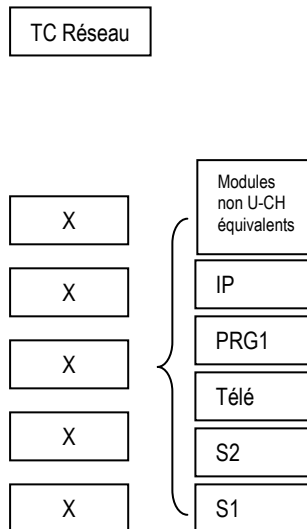 TC Réseau
Modules
non U-CH
équivalents
X
X
IP
X
PRG1
X
Télé
S2
X
S1